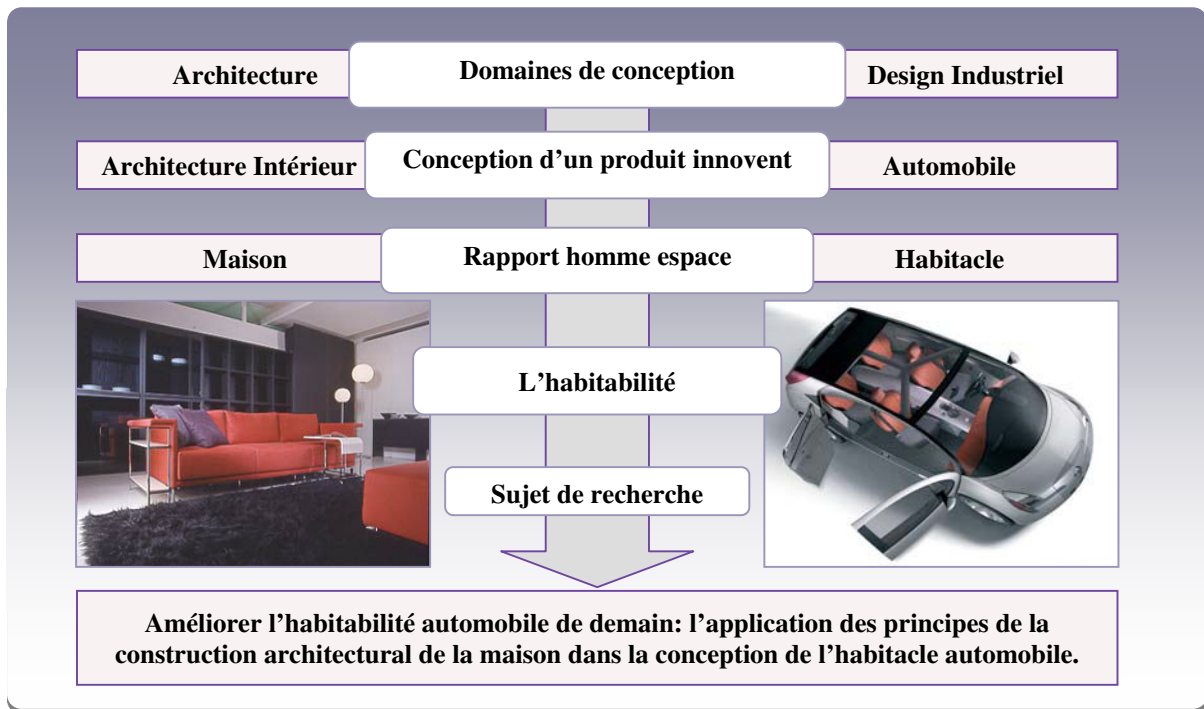 Architecture
Domaines de conception
Design Industriel
Architecture Intérieur
Conception d’un produit innovent
Automobile
Maison
Rapport homme espace
Habitacle
L’habitabilité
Sujet de recherche
Améliorer l’habitabilité automobile de demain: l’application des principes de la
construction architectural de la maison dans la conception de l’habitacle automobile.